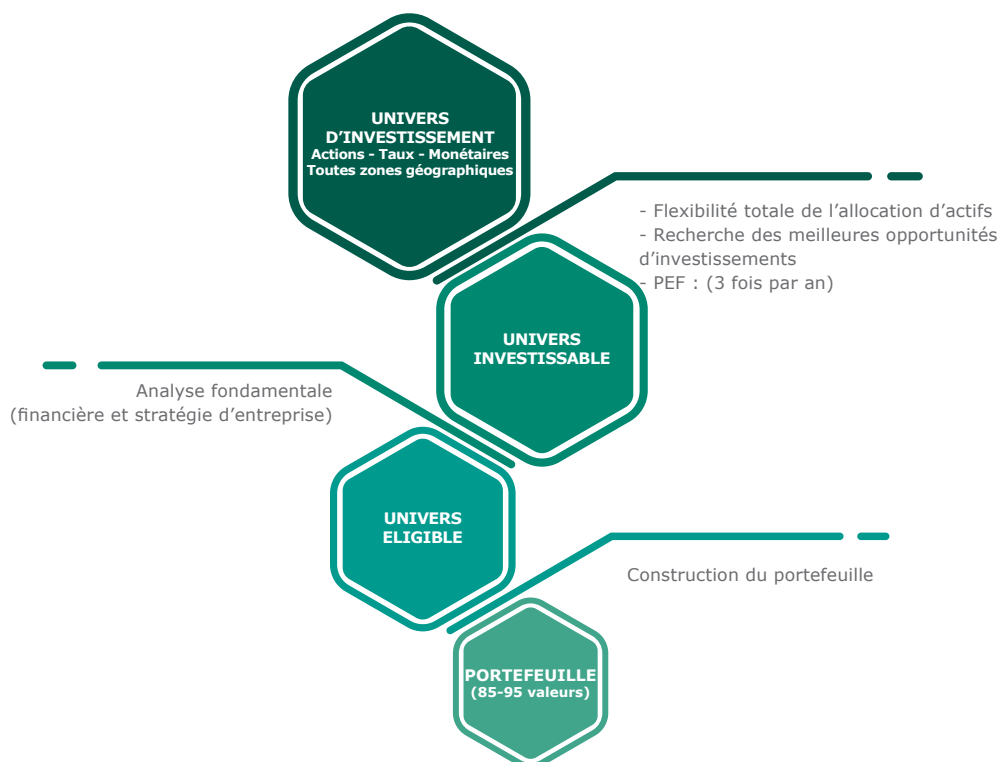 UNIVERS
D’INVESTISSEMENT
Actions - Taux - Monétaires
Toutes zones géographiques
- Flexibilité totale de l’allocation d’actifs
- Recherche des meilleures opportunités
d’investissements
- PEF : (3 fois par an)
UNIVERS
INVESTISSABLE
Analyse fondamentale
(financière et stratégie d’entreprise)
UNIVERS
ELIGIBLE
Construction du portefeuille
PORTEFEUILLE
(85-95 valeurs)